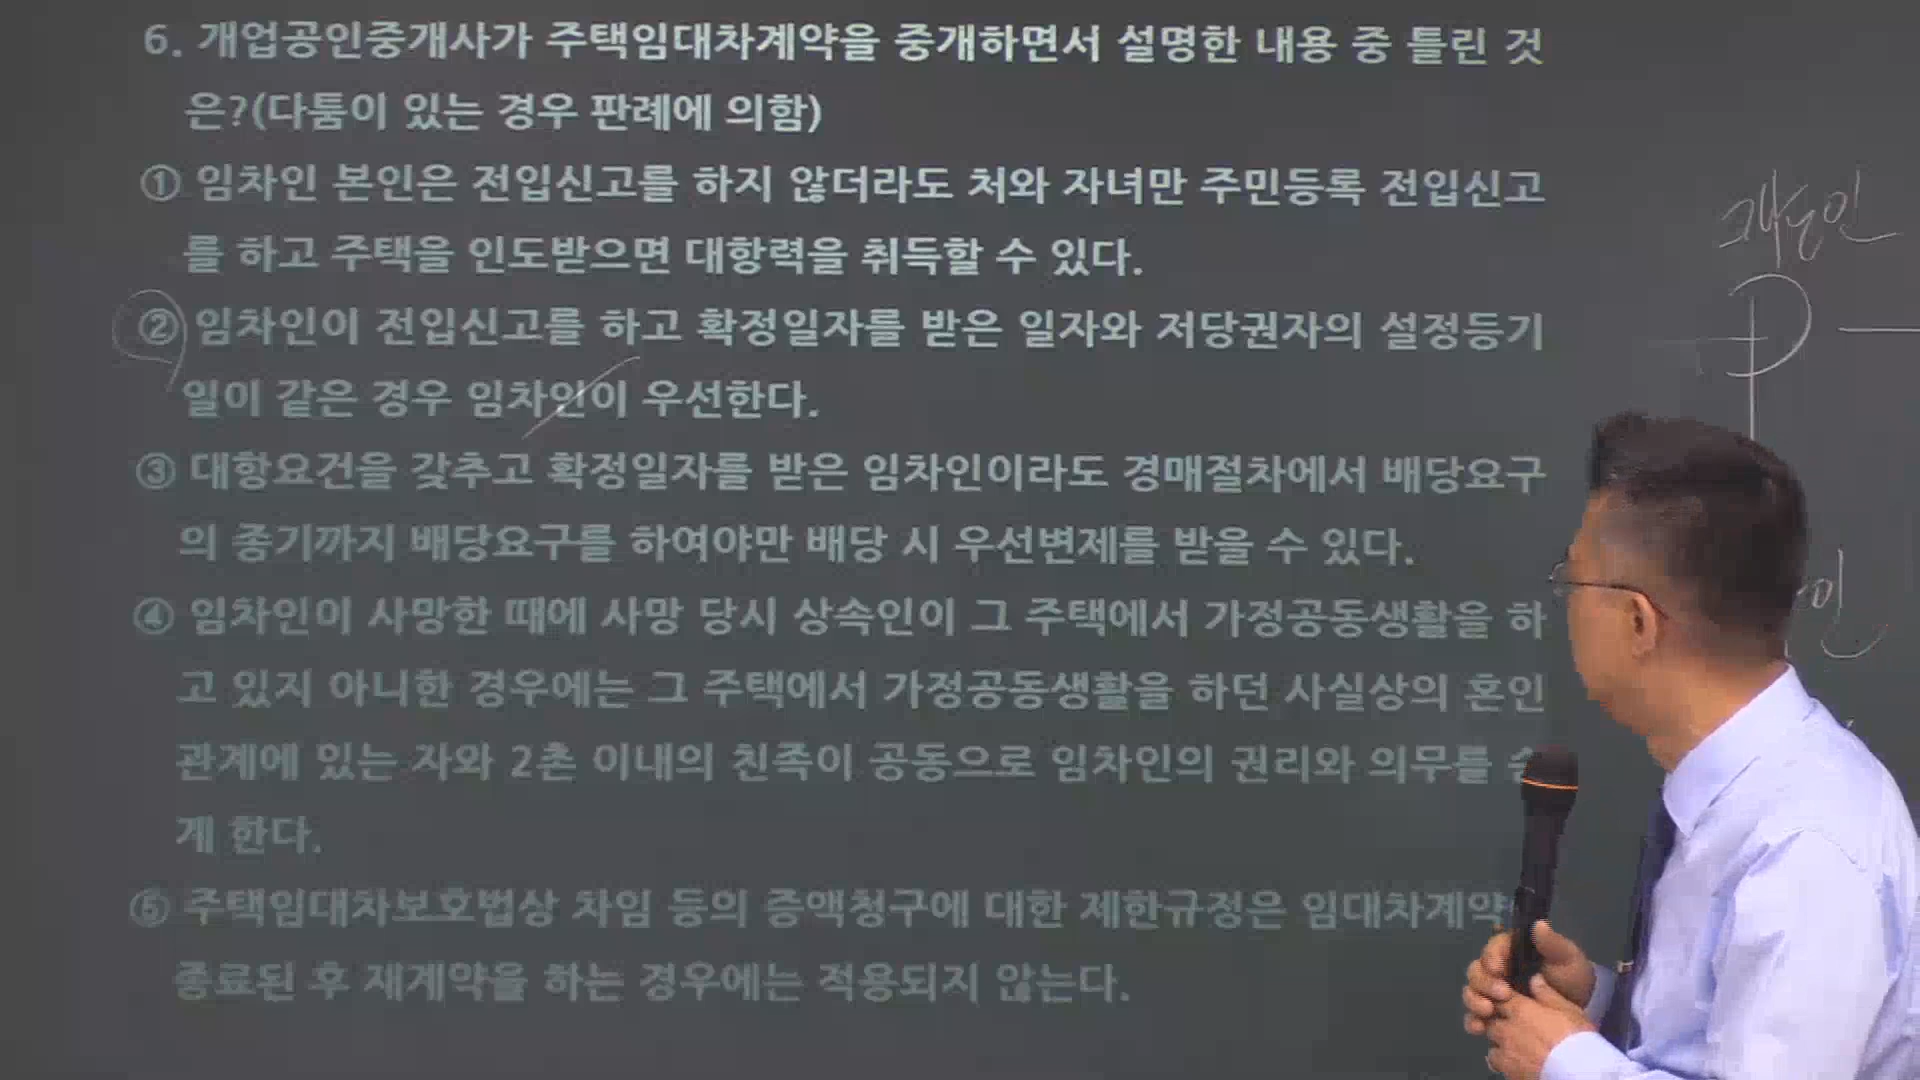 6. 개업공인중개사가 주택임대차계약을 중개하면서 설명한 내용 중 틀린 것
은?(다툼이 있는 경우 판례에 의함)
① 임차인 본인은 전입신고를 하지 않더라도 처와 자녀만 주민등록 전입신고
를 하고 주택을 인도받으면 대항력을 취득할 수 있다.
② 임차인이 전입신고를 하고 확정일자를 받은 일자와 저당권자의 설정등기
일이 같은 경우 임차인이 우선한다.
③ 대항요건을 갖추고 확정일자를 받은 임차인이라도 경매절차에서 배당요구
의 종기까지 배당요구를 하여야만 배당 시 우선변제를 받을 수 있다.
④ 임차인이 사망한 때에 사망 당시 상속인이 그 주택에서 가정공동생활을 하
고 있지 아니한 경우에는 그 주택에서 가정공동생활을 하던 사실상의 혼인
관계에 있는 자와 2촌 이내의 친족이 공동으로 임차인의 권리와 의무를
게 한다.
⑤ 주택임대차보호법상 차임 등의 증액청구에 대한 제한규정은 임대차계약
종료된 후 재계약을 하는 경우에는 적용되지 않는다.